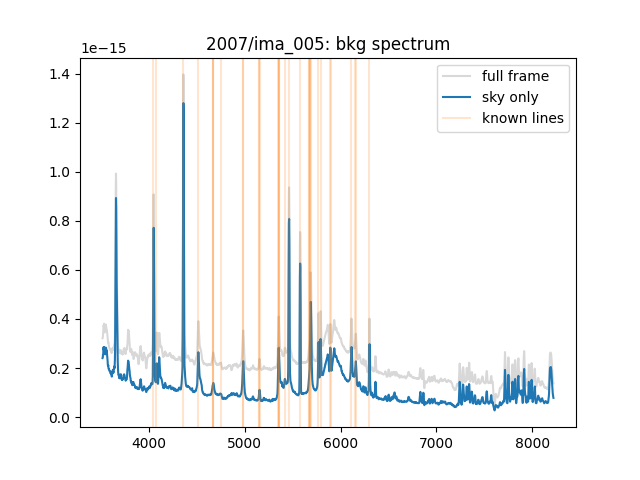 2007/ima_005: bkg spectrum
1e−15
full frame
sky only
known lines
1.4
1.2
1.0
0.8
0.6
0.4
0.2
0.0
4000 5000 6000 7000 8000